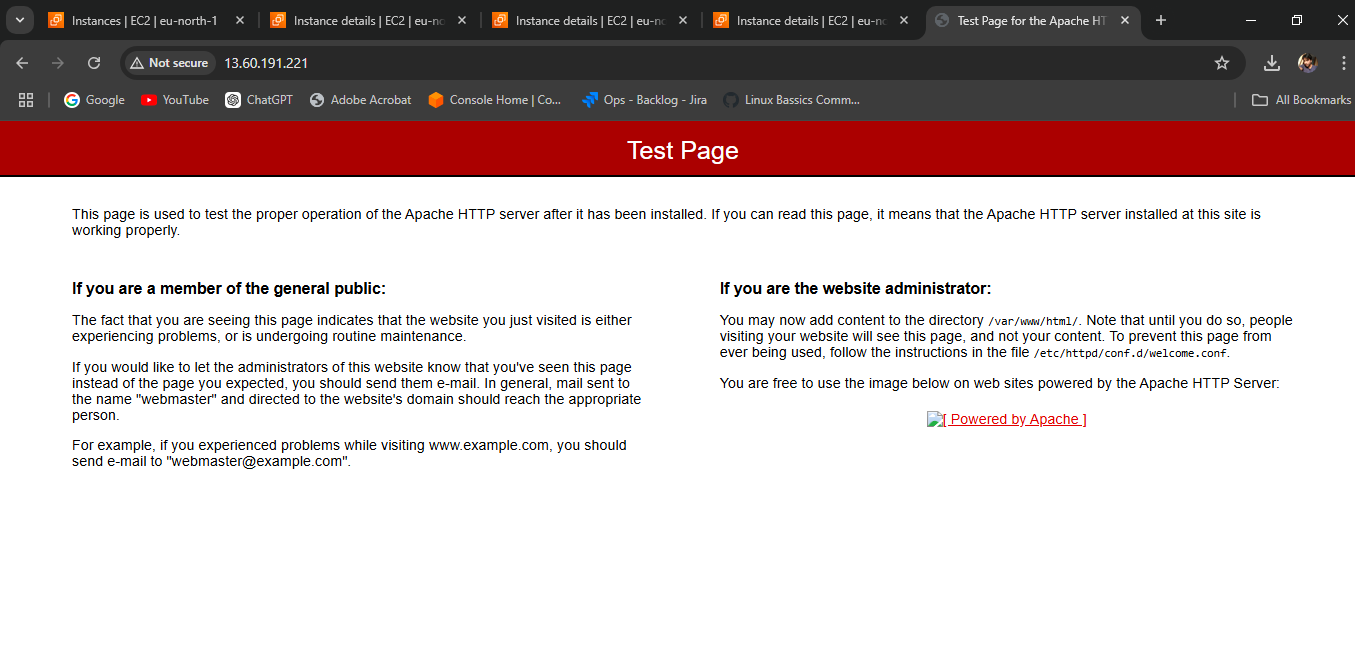 Instances | EC2 | eu-north-1
Instance details | EC2 | eu-no
Instance details | EC2 | eu-no
Instance details | EC2 | eu-no
Test Page for the Apache HT
Not secure
13.60.191.221
Google
YouTube
ChatGPT
Adobe Acrobat
Console Home | Co...
Ops - Backlog - Jira
Linux Bassics Comm...
All Bookmarks
Test Page
This page is used to test the proper operation of the Apache HTTP server after it has been installed. If you can read this page, it means that the Apache HTTP server installed at this site is
working properly.
If you are a member of the general public:
The fact that you are seeing this page indicates that the website you just visited is either
experiencing problems, or is undergoing routine maintenance.
If you would like to let the administrators of this website know that you've seen this page
instead of the page you expected, you should send them e-mail. In general, mail sent to
the name "webmaster" and directed to the website's domain should reach the appropriate
person.
For example, if you experienced problems while visiting www.example.com, you should
send e-mail to "webmaster@example.com".
If you are the website administrator:
You may now add content to the directory /var/www/html/. Note that until you do so, people
visiting your website will see this page, and not your content. To prevent this page from
ever being used, follow the instructions in the file /etc/httpd/conf.d/welcome.conf.
You are free to use the image below on web sites powered by the Apache HTTP Server:
[ Powered by Apache ]